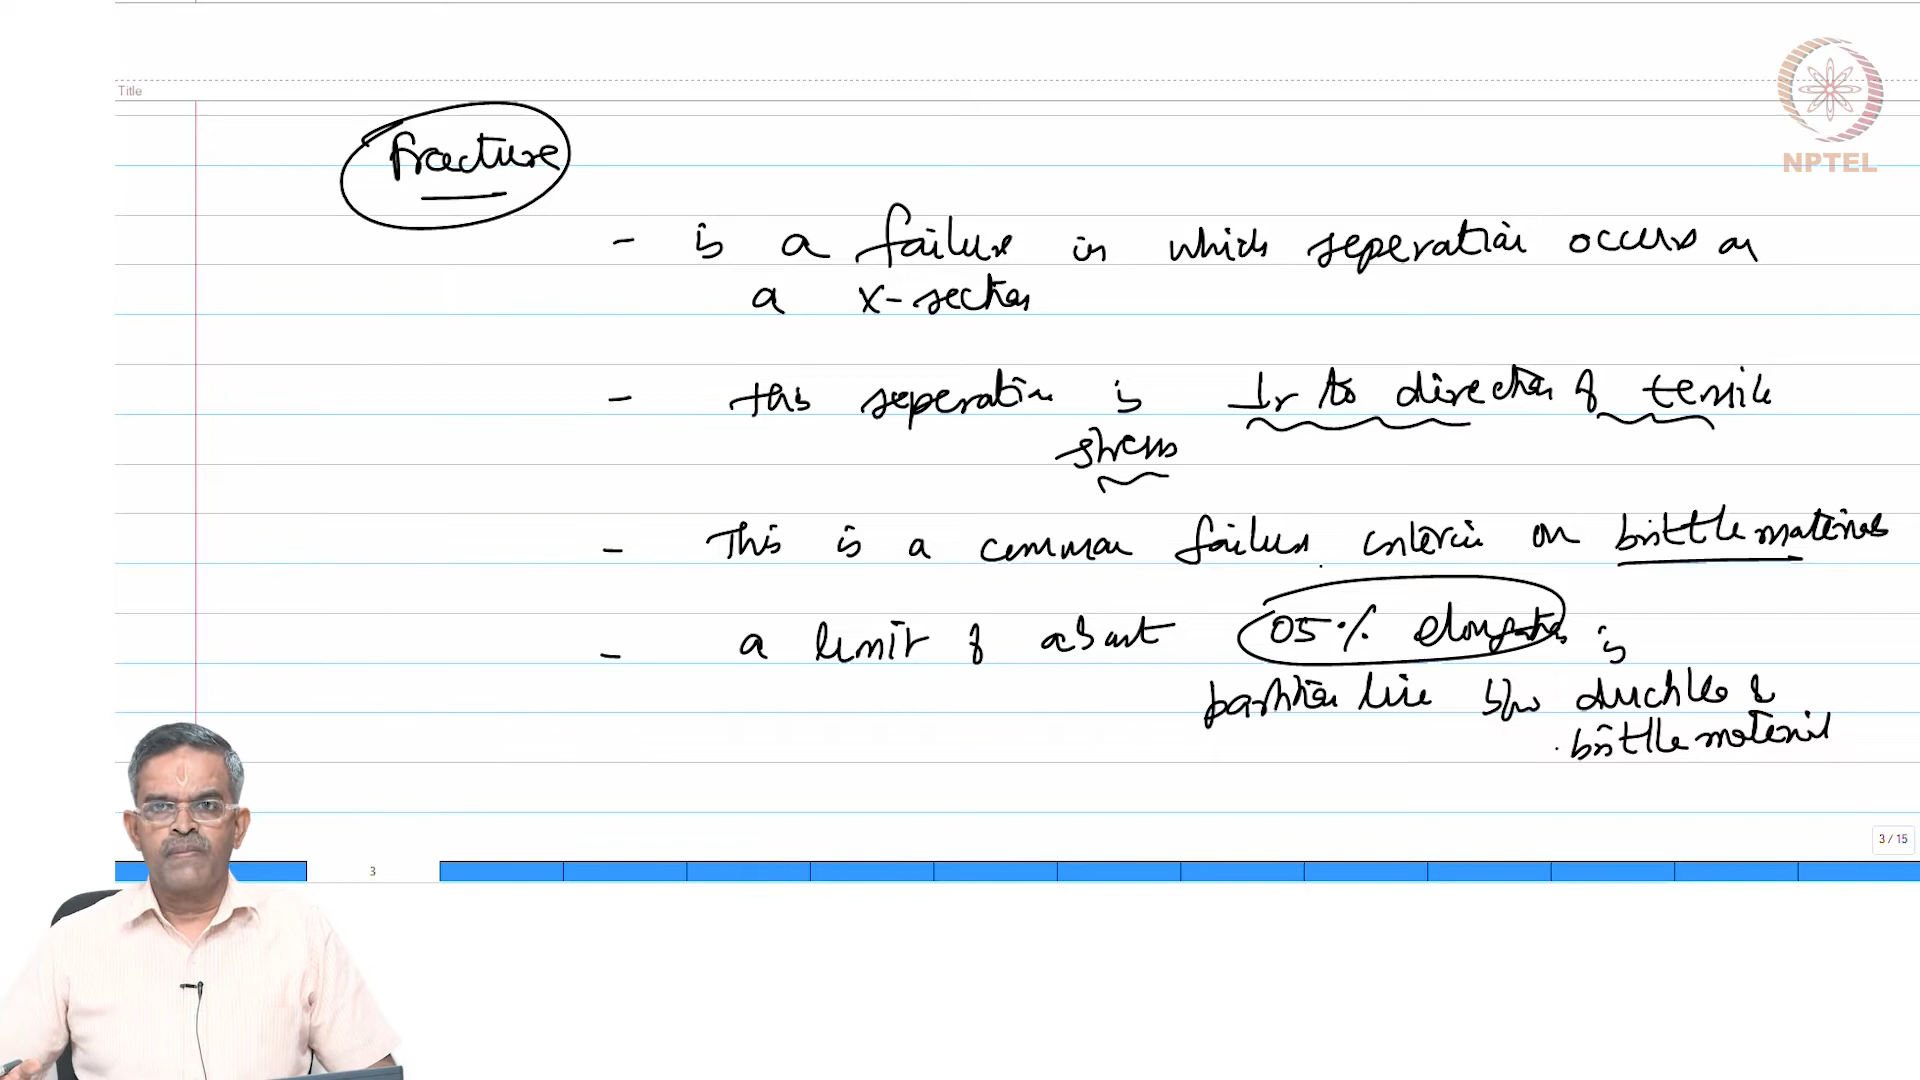 Title
NPTEL
Fracture
- is a failure in which seperation occurs on
a x-section
- this seperation is ⊥r to direction of tensile
stress
- This is a common failure criteria on brittle materials
- a limit of about 05% elongation is
partition line b/w ductile &
brittle material
3 / 15
3